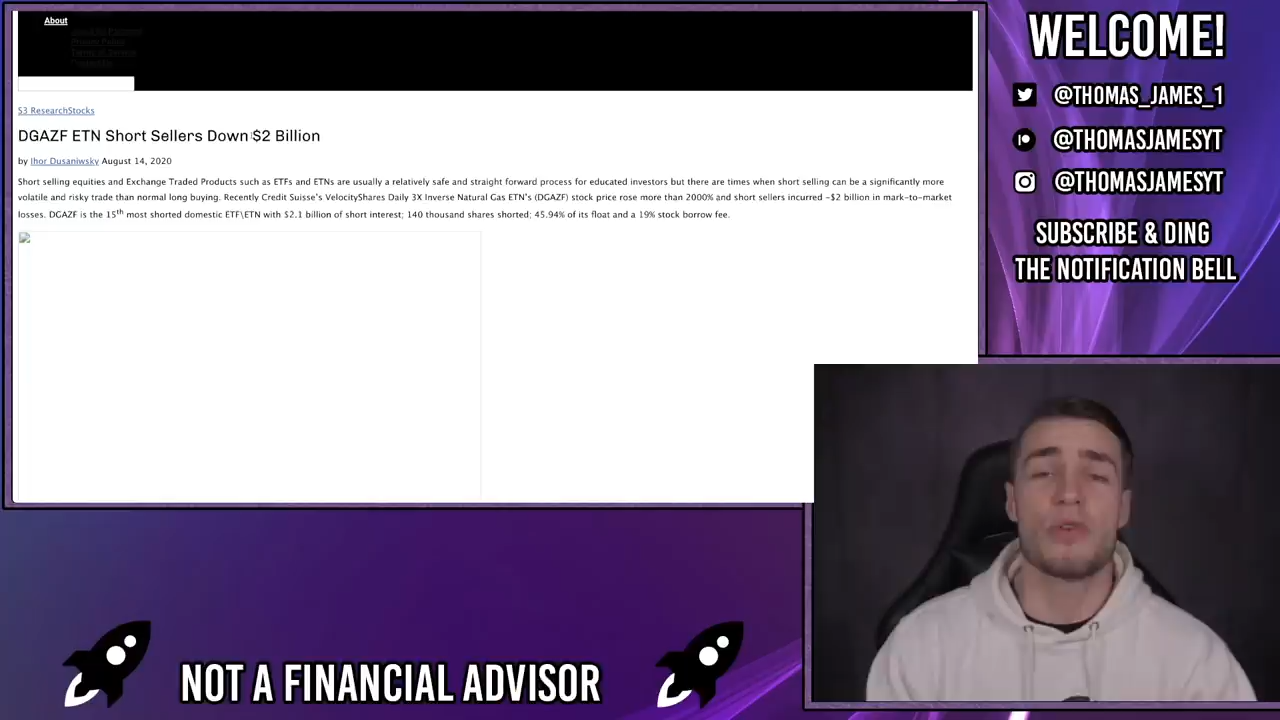 About
Terms of Service
S3 ResearchStocks
DGAZF ETN Short Sellers Down $2 Billion
by Ihor Dusaniwsky August 14, 2020
Short selling equities and Exchange Traded Products such as ETFs and ETNs are usually a relatively safe and straight forward process for educated investors but there are times when short selling can be a significantly more
volatile and risky trade than normal long buying. Recently Credit Suisse's VelocityShares Daily 3X Inverse Natural Gas ETN's (DGAZF) stock price rose more than 2000% and short sellers incurred -$2 billion in mark-to-market
losses. DGAZF is the 15th most shorted domestic ETF\ETN with $2.1 billion of short interest; 140 thousand shares shorted; 45.94% of its float and a 19% stock borrow fee.
WELCOME!
@THOMAS_JAMES_1
@THOMASJAMESYT
@THOMASJAMESYT
SUBSCRIBE & DING
THE NOTIFICATION BELL
NOT A FINANCIAL ADVISOR